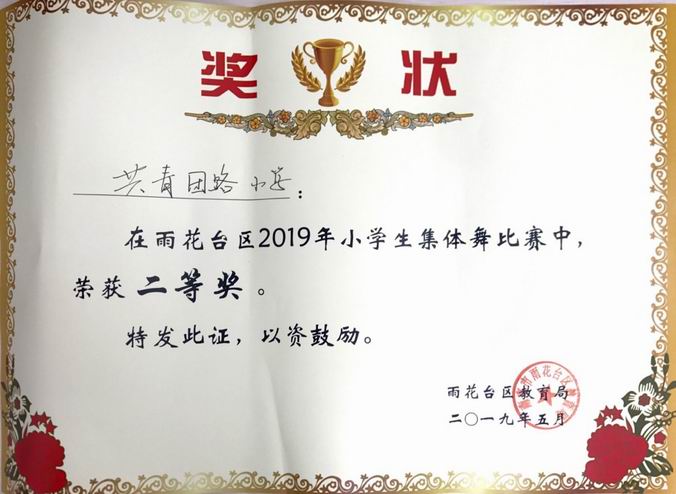 奖状
共青团路小学：
在雨花台区2019年小学生集体舞比赛中，
荣获 二等奖 。
特发此证，以资鼓励。
雨花台区教育局
二〇一九年五月